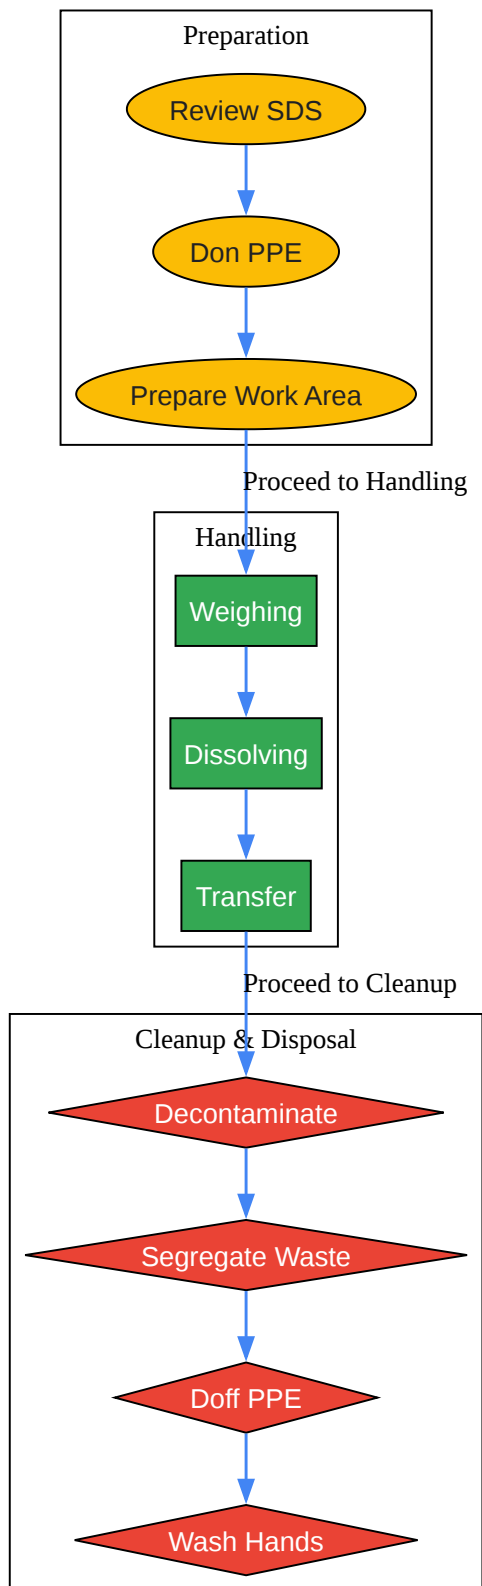 Preparation
Review SDS
Don PPE
Prepare Work Area
Proceed to Handling
Handling
Weighing
Dissolving
Transfer
Proceed to Cleanup
Cleanup & Disposal
Decontaminate
Segregate Waste
Doff PPE
Wash Hands